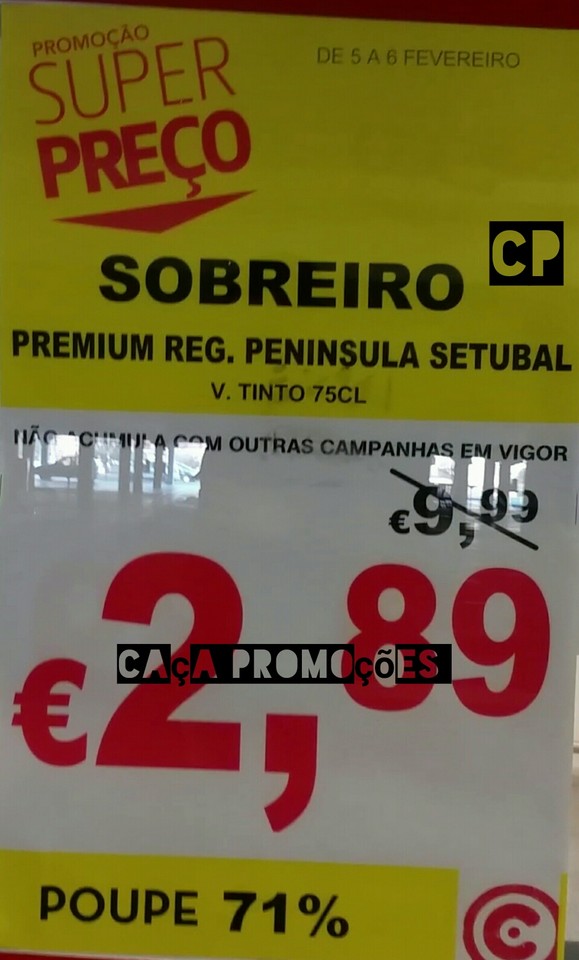 PROMOÇÃO
SUPER
PREÇO
DE 5 A 6 FEVEREIRO
CP
SOBREIRO
PREMIUM REG. PENINSULA SETUBAL
V. TINTO 75CL
NÃO ACUMULA COM OUTRAS CAMPANHAS EM VIGOR
€9,99
€2,89
CAÇA PROMOÇÕES
POUPE 71%
C